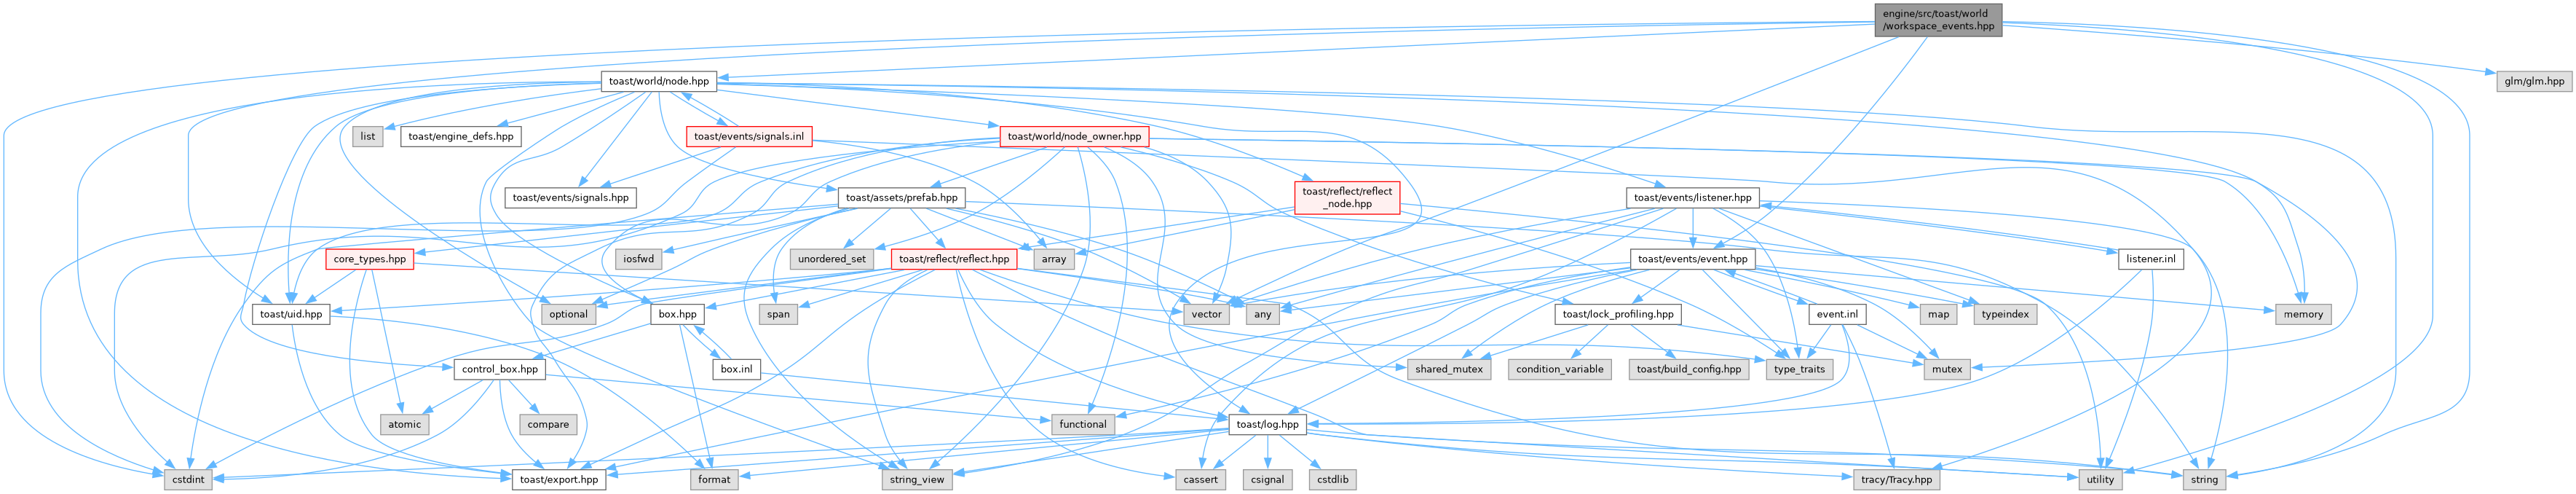 engine/src/toast/world
/workspace_events.hpp
toast/world/node.hpp
glm/glm.hpp
list
toast/engine_defs.hpp
toast/events/signals.inl
toast/world/node_owner.hpp
toast/events/signals.hpp
toast/assets/prefab.hpp
toast/reflect/reflect
_node.hpp
toast/events/listener.hpp
core_types.hpp
iosfwd
unordered_set
toast/reflect/reflect.hpp
array
toast/events/event.hpp
listener.inl
toast/uid.hpp
optional
box.hpp
span
vector
any
toast/lock_profiling.hpp
event.inl
map
typeindex
memory
control_box.hpp
box.inl
shared_mutex
condition_variable
toast/build_config.hpp
type_traits
mutex
atomic
compare
functional
toast/log.hpp
cstdint
toast/export.hpp
format
string_view
cassert
csignal
cstdlib
tracy/Tracy.hpp
utility
string